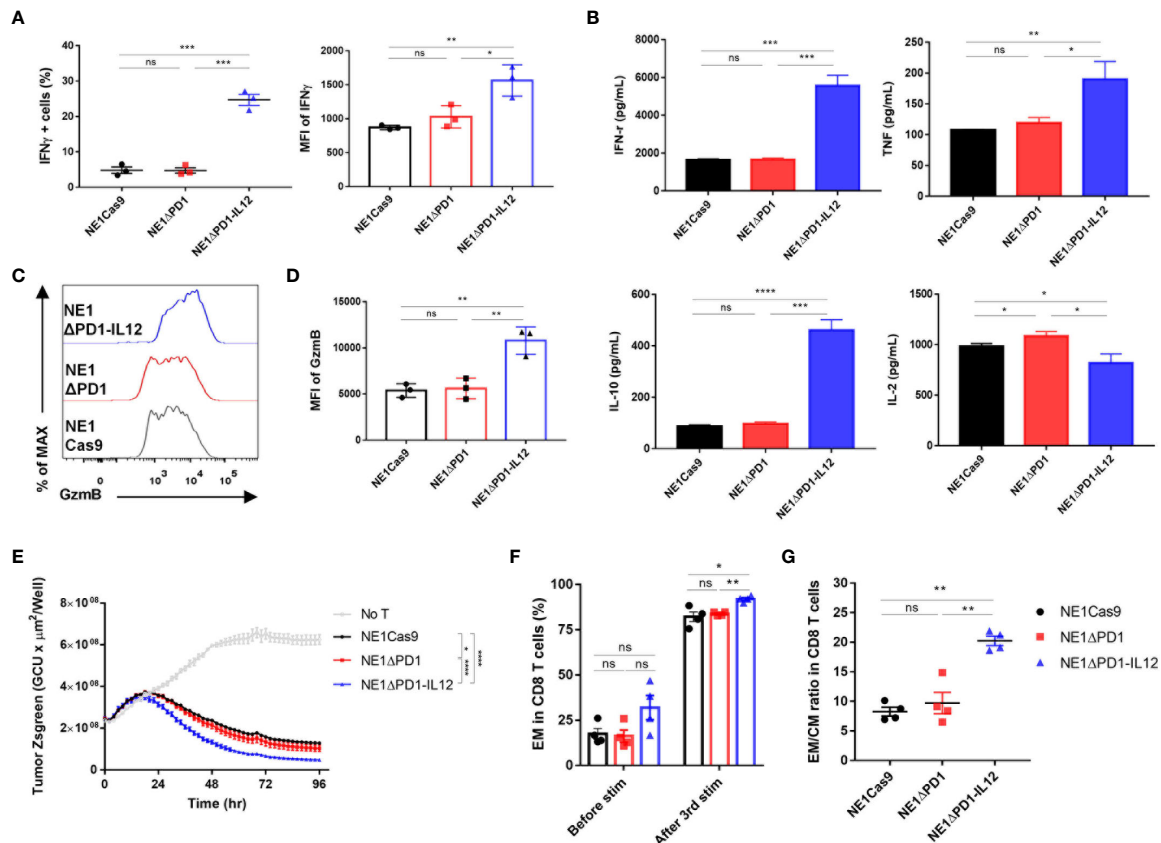 A
IFNγ + cells (%)
40
30
20
10
0
***
ns
***
NE1Cas9
NE1ΔPD1
NE1ΔPD1-IL12
MFI of IFNγ
2000
1500
1000
500
0
**
ns
*
NE1Cas9
NE1ΔPD1
NE1ΔPD1-IL12
B
IFN-r (pg/mL)
8000
6000
4000
2000
0
***
ns
***
NE1Cas9
NE1ΔPD1
NE1ΔPD1-IL12
TNF (pg/mL)
250
200
150
100
50
0
**
ns
*
NE1Cas9
NE1ΔPD1
NE1ΔPD1-IL12
C
% of MAX
NE1
ΔPD1-IL12
NE1
ΔPD1
NE1
Cas9
0 10³ 10⁴ 10⁵
GzmB
D
MFI of GzmB
15000
10000
5000
0
**
ns
**
NE1Cas9
NE1ΔPD1
NE1ΔPD1-IL12
IL-10 (pg/mL)
600
400
200
0
****
ns
***
NE1Cas9
NE1ΔPD1
NE1ΔPD1-IL12
IL-2 (pg/mL)
1500
1000
500
0
*
*
*
NE1Cas9
NE1ΔPD1
NE1ΔPD1-IL12
E
Tumor Zsgreen (GCU x μm²/Well)
8×10⁰⁸
6×10⁰⁸
4×10⁰⁸
2×10⁰⁸
0
0 24 48 72 96
Time (hr)
No T
NE1Cas9
NE1ΔPD1
NE1ΔPD1-IL12
*
****
****
F
EM in CD8 T cells (%)
100
75
50
25
0
ns
ns
ns
*
ns
**
Before stim
After 3rd stim
G
EM/CM ratio in CD8 T cells
30
25
20
15
10
5
0
**
ns
**
NE1Cas9
NE1ΔPD1
NE1ΔPD1-IL12
NE1Cas9
NE1ΔPD1
NE1ΔPD1-IL12